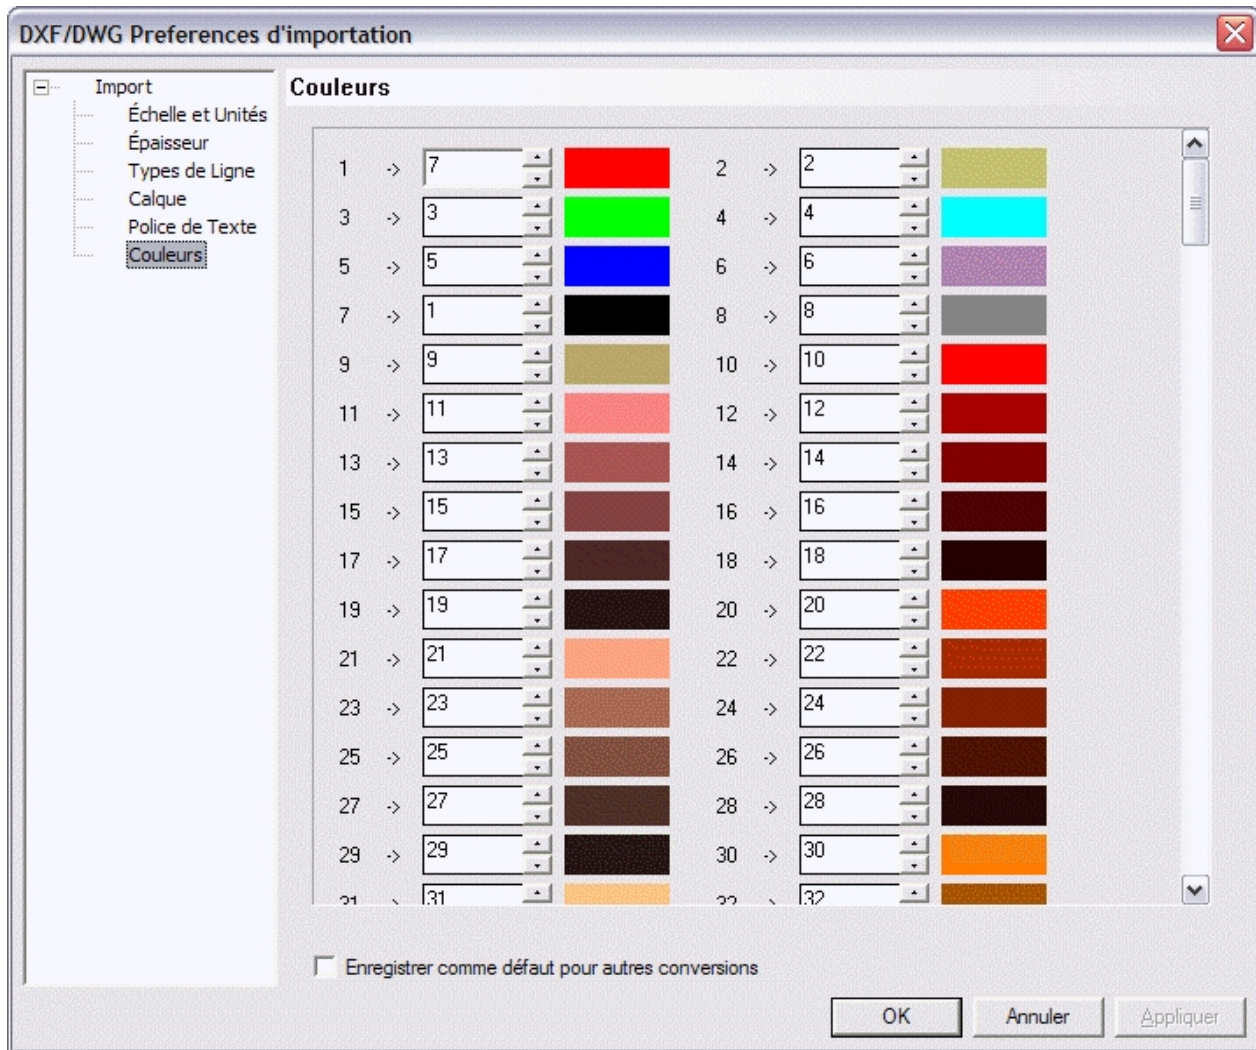 DXF/DWG Preferences d'importation
Import
Échelle et Unités
Épaisseur
Types de Ligne
Calque
Police de Texte
Couleurs
Couleurs
1 -> 7 2 -> 2
3 -> 3 4 -> 4
5 -> 5 6 -> 6
7 -> 1 8 -> 8
9 -> 9 10 -> 10
11 -> 11 12 -> 12
13 -> 13 14 -> 14
15 -> 15 16 -> 16
17 -> 17 18 -> 18
19 -> 19 20 -> 20
21 -> 21 22 -> 22
23 -> 23 24 -> 24
25 -> 25 26 -> 26
27 -> 27 28 -> 28
29 -> 29 30 -> 30
31 31 32 32
Enregistrer comme défaut pour autres conversions
OK Annuler Appliquer